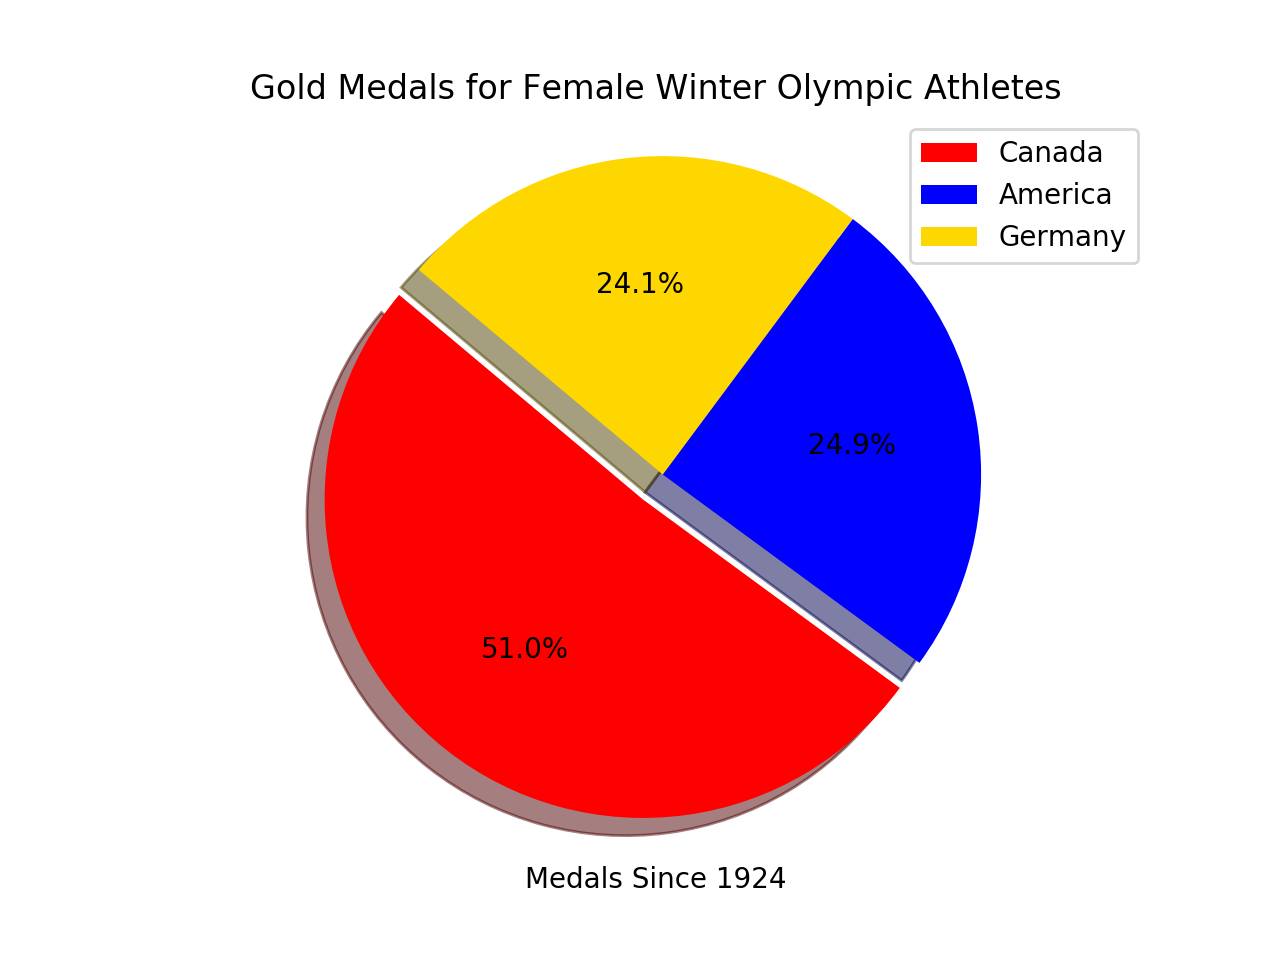 Gold Medals for Female Winter Olympic Athletes
Canada
America
Germany
24.1%
24.9%
51.0%
Medals Since 1924